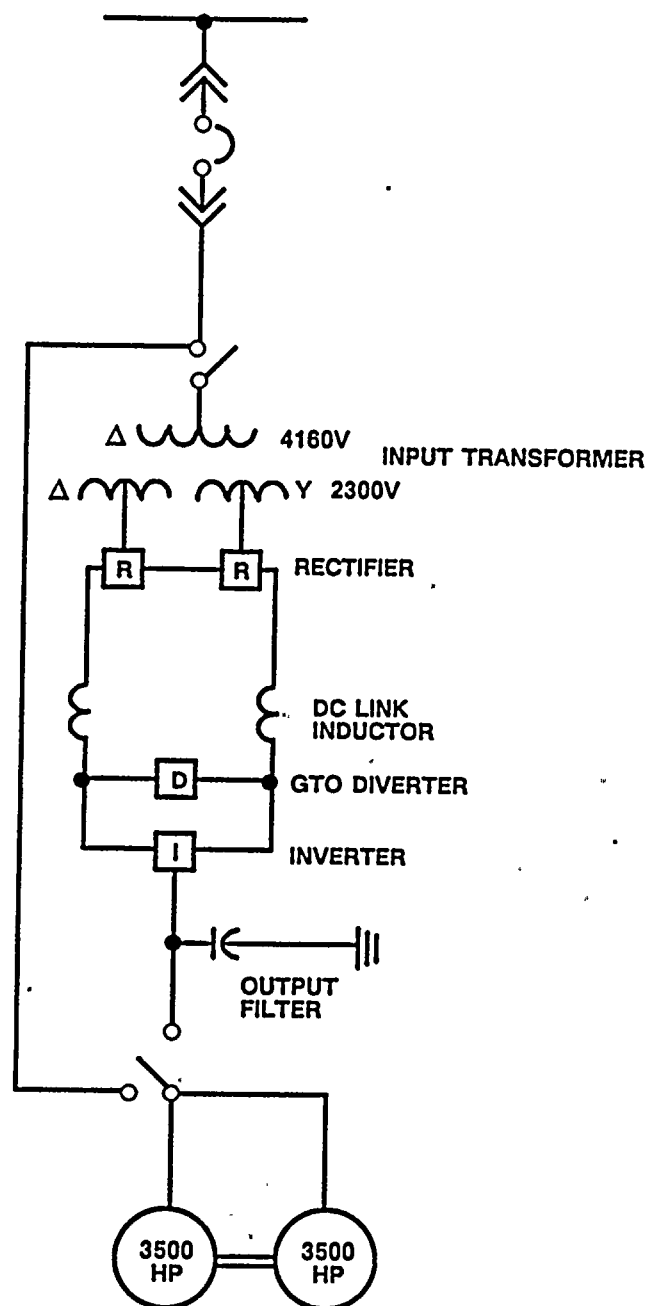 Δ 4160V
INPUT TRANSFORMER
Δ Y 2300V
R R RECTIFIER
DC LINK
INDUCTOR
D GTO DIVERTER
I INVERTER
OUTPUT
FILTER
3500
HP
3500
HP